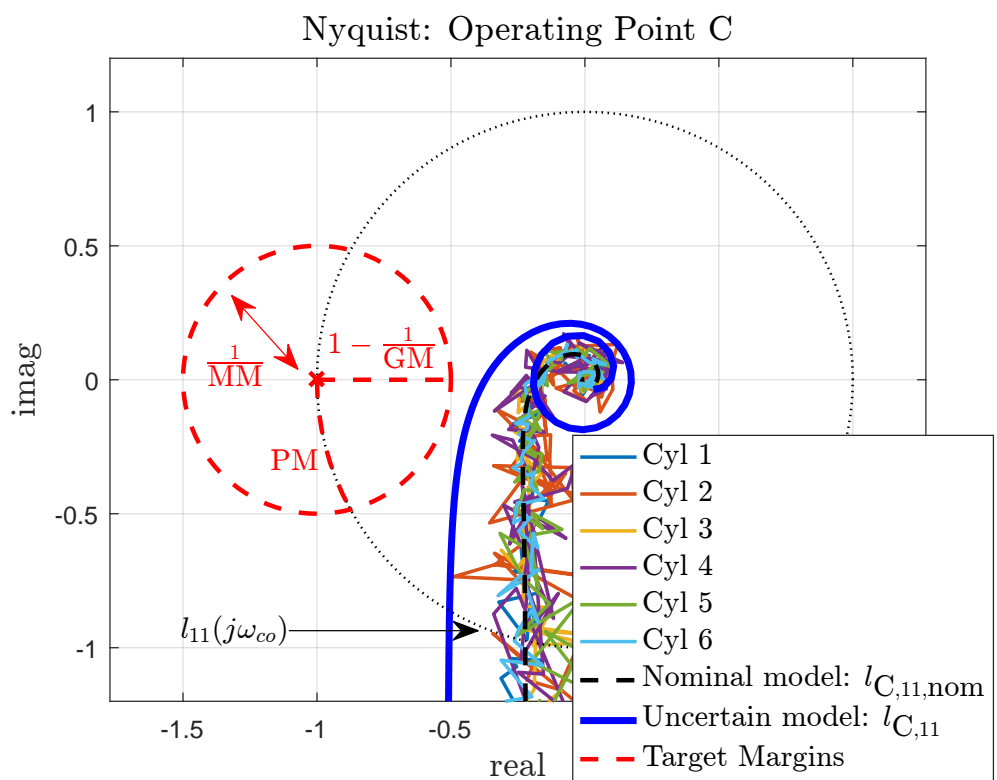 Nyquist: Operating Point C
imag
1
0.5
0
-0.5
-1
1/MM
1 - 1/GM
PM
l11(jωco)
-1.5
-1
-0.5
real
Cyl 1
Cyl 2
Cyl 3
Cyl 4
Cyl 5
Cyl 6
Nominal model: lC,11,nom
Uncertain model: lC,11
Target Margins